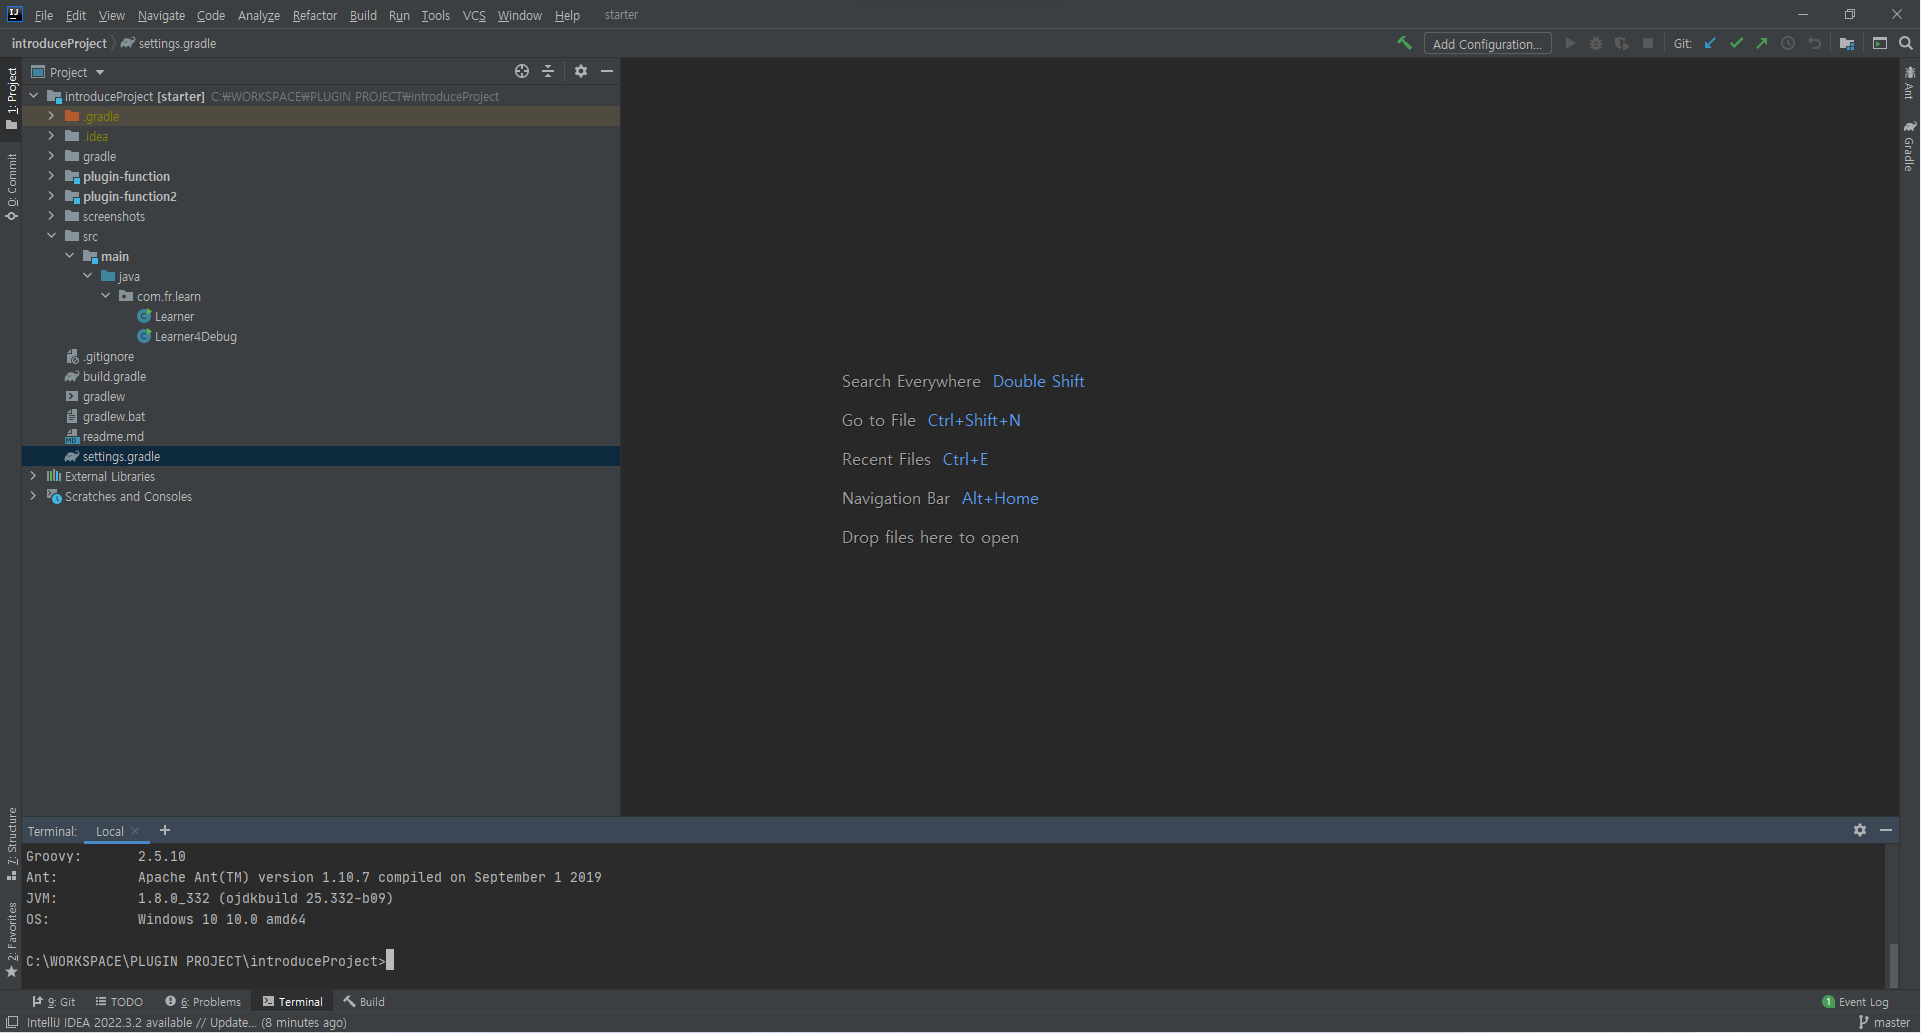 File Edit View Navigate Code Analyze Refactor Build Run Tools VCS Window Help starter
introduceProject settings.gradle
Add Configuration... Git:
1: Project
0: Commit
7: Structure
2: Favorites
Project
introduceProject [starter] C:₩WORKSPACE₩PLUGIN PROJECT₩introduceProject
.gradle
.idea
gradle
plugin-function
plugin-function2
screenshots
src
main
java
com.fr.learn
Learner
Learner4Debug
.gitignore
build.gradle
gradlew
gradlew.bat
readme.md
settings.gradle
External Libraries
Scratches and Consoles
Search Everywhere Double Shift
Go to File Ctrl+Shift+N
Recent Files Ctrl+E
Navigation Bar Alt+Home
Drop files here to open
Ant
Gradle
Terminal: Local
Groovy: 2.5.10
Ant: Apache Ant(TM) version 1.10.7 compiled on September 1 2019
JVM: 1.8.0_332 (ojdkbuild 25.332-b09)
OS: Windows 10 10.0 amd64
C:\WORKSPACE\PLUGIN PROJECT\introduceProject>
9: Git TODO 6: Problems Terminal Build 1 Event Log
IntelliJ IDEA 2022.3.2 available // Update... (8 minutes ago) master